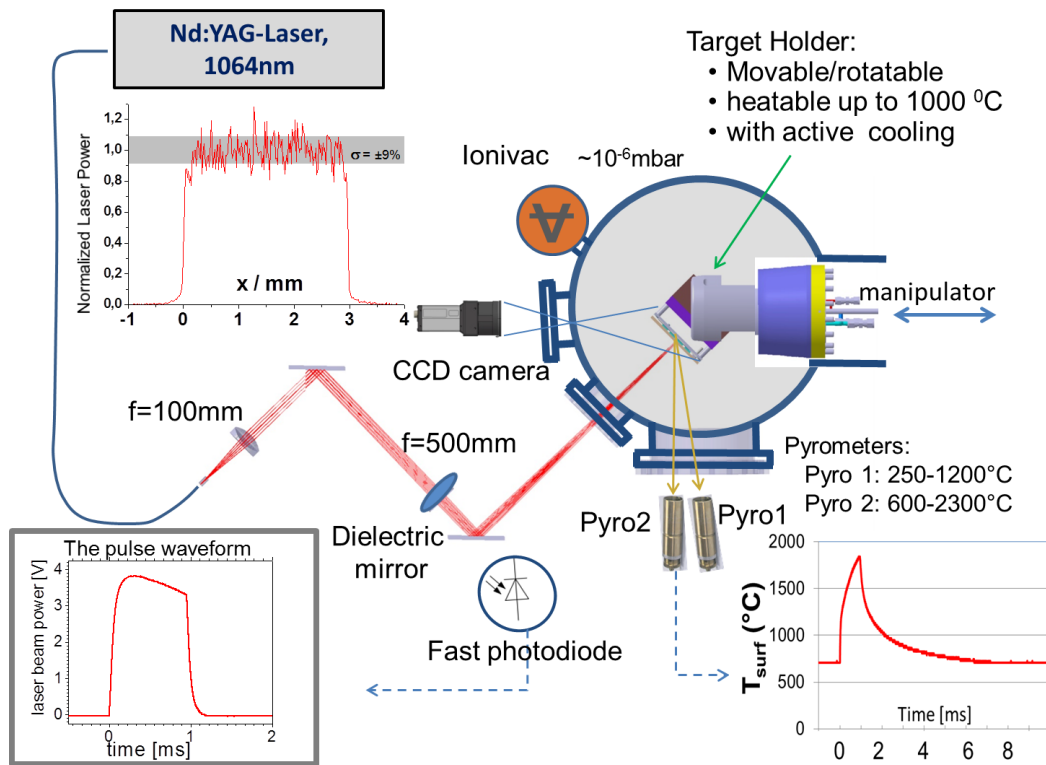 Nd:YAG-Laser,
1064nm
Normalized Laser Power
1,2
1,0
0,8
0,6
0,4
0,2
0,0
σ = ±9%
x / mm
-1
0
1
2
3
4
Target Holder:
• Movable/rotatable
• heatable up to 1000 ⁰C
• with active cooling
Ionivac
~10⁻⁶mbar
∀
manipulator
CCD camera
f=100mm
f=500mm
Dielectric
mirror
Pyrometers:
Pyro 1: 250-1200°C
Pyro 2: 600-2300°C
Pyro2
Pyro1
Fast photodiode
The pulse waveform
laser beam power [V]
4
3
2
1
0
0
1
2
time [ms]
T_surf (°C)
2000
1500
1000
500
0
Time [ms]
0
2
4
6
8